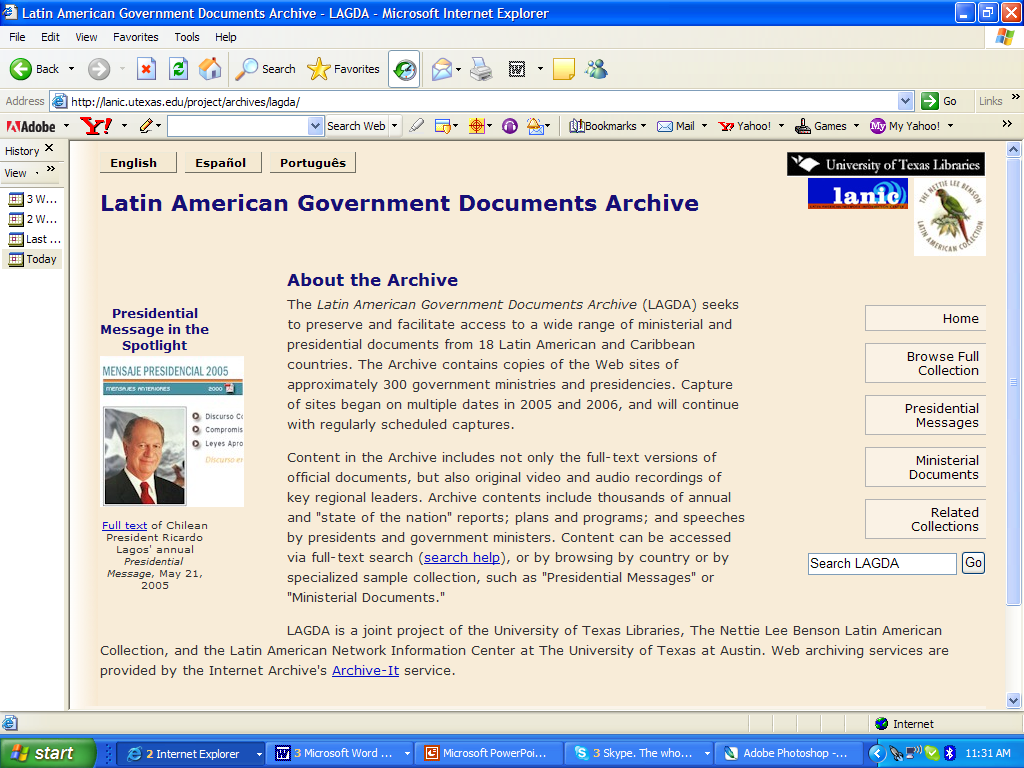 Latin American Government Documents Archive - LAGDA - Microsoft Internet Explorer
File Edit View Favorites Tools Help
Back Search Favorites
Address http://lanic.utexas.edu/project/archives/lagda/ Go Links »
Adobe Y! Search Web Bookmarks Mail Yahoo! Games My Yahoo! »
History
View »
3 W...
2 W...
Last ...
Today
English Español Português
University of Texas Libraries
lanic
THE NETTIE LEE BENSON
LATIN AMERICAN COLLECTION
Latin American Government Documents Archive
Presidential
Message in the
Spotlight
MENSAJE PRESIDENCIAL 2005
MENSAJES ANTERIORES 2000
Discurso Co
Compromis
Leyes Apro
Discurso en
Full text of Chilean
President Ricardo
Lagos' annual
Presidential
Message, May 21,
2005
About the Archive
The Latin American Government Documents Archive (LAGDA) seeks
to preserve and facilitate access to a wide range of ministerial and
presidential documents from 18 Latin American and Caribbean
countries. The Archive contains copies of the Web sites of
approximately 300 government ministries and presidencies. Capture
of sites began on multiple dates in 2005 and 2006, and will continue
with regularly scheduled captures.
Content in the Archive includes not only the full-text versions of
official documents, but also original video and audio recordings of
key regional leaders. Archive contents include thousands of annual
and "state of the nation" reports; plans and programs; and speeches
by presidents and government ministers. Content can be accessed
via full-text search (search help), or by browsing by country or by
specialized sample collection, such as "Presidential Messages" or
"Ministerial Documents."
LAGDA is a joint project of the University of Texas Libraries, The Nettie Lee Benson Latin American
Collection, and the Latin American Network Information Center at The University of Texas at Austin. Web archiving services are
provided by the Internet Archive's Archive-It service.
Home
Browse Full
Collection
Presidential
Messages
Ministerial
Documents
Related
Collections
Search LAGDA Go
Internet
start 2 Internet Explorer 3 Microsoft Word ... Microsoft PowerPoi... 3 Skype. The who... Adobe Photoshop -... 11:31 AM